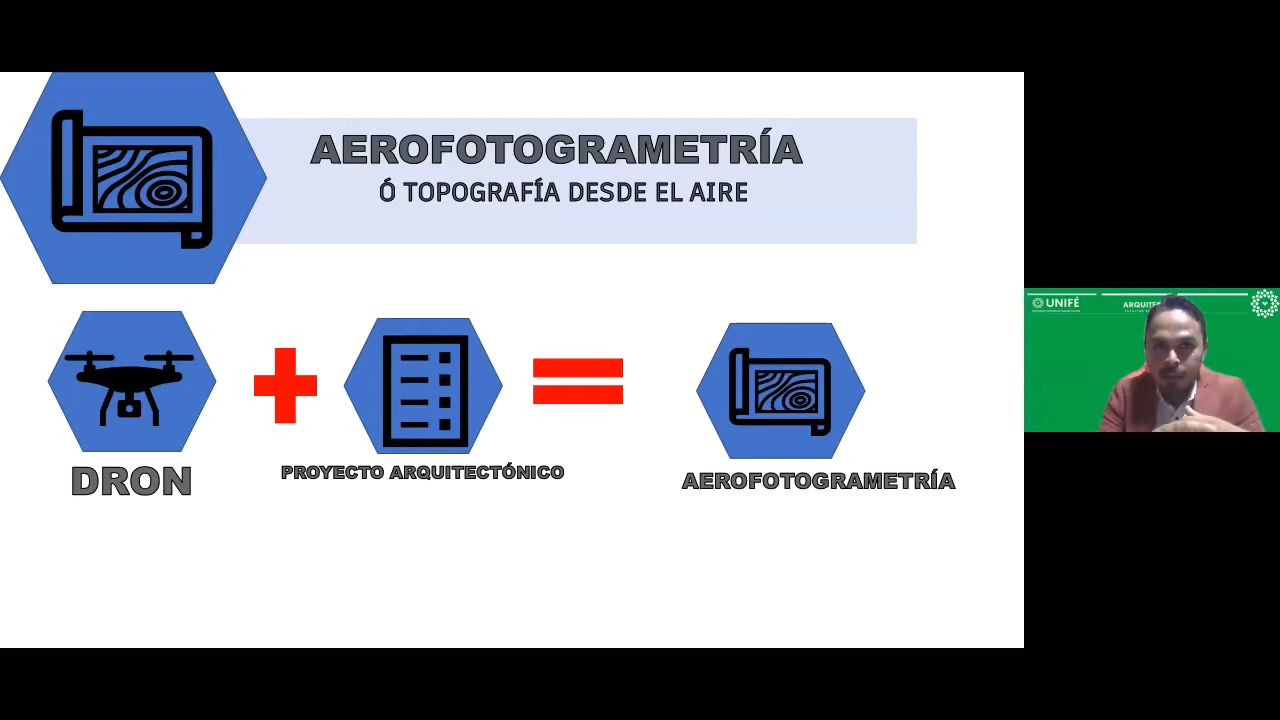 AEROFOTOGRAMETRÍA
Ó TOPOGRAFÍA DESDE EL AIRE
DRON
PROYECTO ARQUITECTÓNICO
AEROFOTOGRAMETRÍA
UNIFÉ